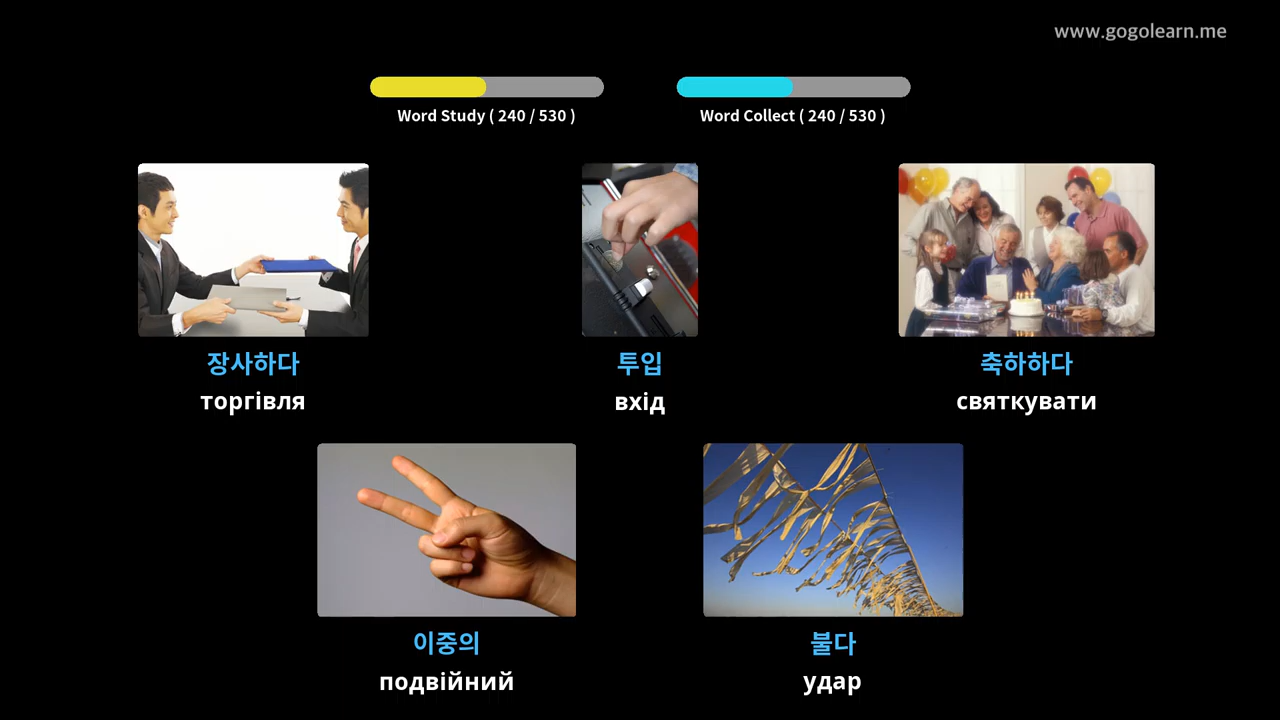 www.gogolearn.me
Word Study ( 240 / 530 )
Word Collect ( 240 / 530 )
장사하다
торгівля
투입
вхід
축하하다
святкувати
이중의
подвійний
불다
удар